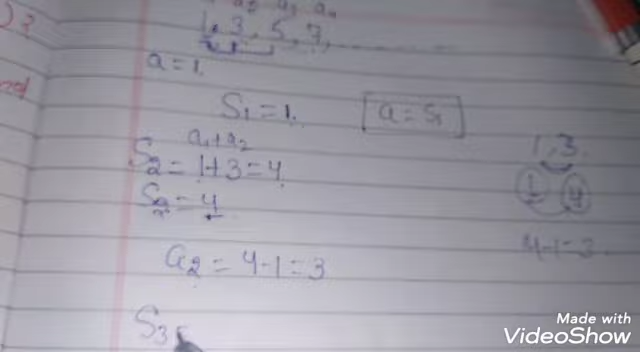 1, 3, 5, 7, ..........
a = 1.
S1 = 1. a = S1
a1 + a2
S2 = 1 + 3 = 4
S2 = 4
1, 3.
1 4
4-1=3
a2 = 4-1 = 3
S3 =
Made with
VideoShow